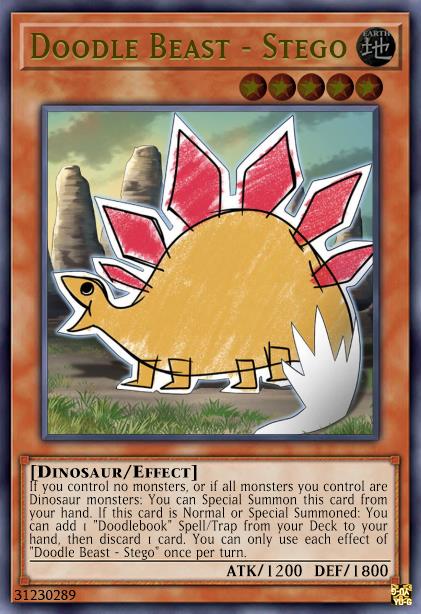 Doodle Beast - Stego
EARTH
地
[Dinosaur/Effect]
If you control no monsters, or if all monsters you control are
Dinosaur monsters: You can Special Summon this card from
your hand. If this card is Normal or Special Summoned: You
can add 1 "Doodlebook" Spell/Trap from your Deck to your
hand, then discard 1 card. You can only use each effect of
"Doodle Beast - Stego" once per turn.
ATK/1200 DEF/1800
31230289